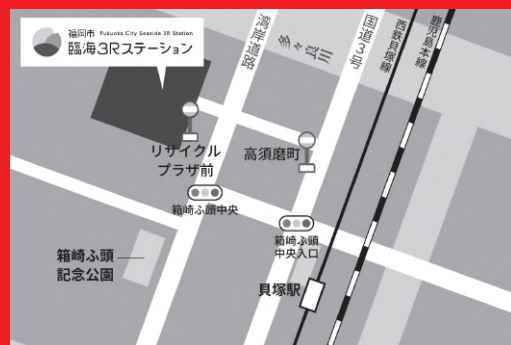 福岡市 Fukuoka City Seaside 3R Station
臨海3Rステーション
湾岸道路
多々良川
国道3号
西鉄貝塚線
鹿児島本線
リサイクル
プラザ前
高須磨町
箱崎ふ頭中央
箱崎ふ頭
中央入口
箱崎ふ頭
記念公園
貝塚駅